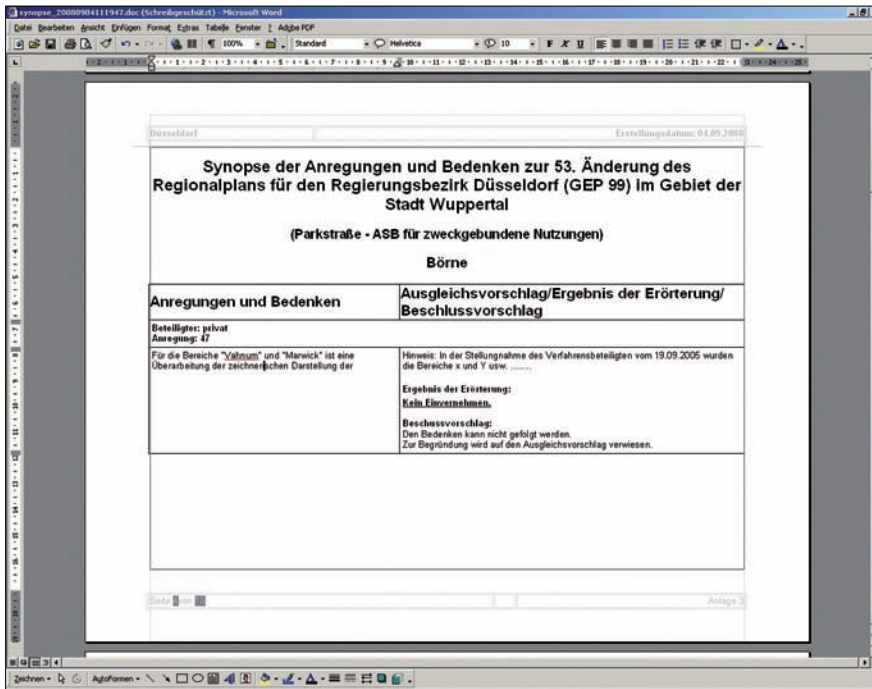 synopse_20080904111947.doc (Schreibgeschützt) - Microsoft Word
Datei Bearbeiten Ansicht Einfügen Format Extras Tabelle Fenster ? Adobe PDF
100% Standard Helvetica 10 F K U
Düsseldorf Erstellungsdatum: 04.09.2008
Synopse der Anregungen und Bedenken zur 53. Änderung des
Regionalplans für den Regierungsbezirk Düsseldorf (GEP 99) im Gebiet der
Stadt Wuppertal
(Parkstraße - ASB für zweckgebundene Nutzungen)
Börne
Anregungen und Bedenken
Ausgleichsvorschlag/Ergebnis der Erörterung/
Beschlussvorschlag
Beteiligter: privat
Anregung: 47
Für die Bereiche "Vahnum" und "Marwick" ist eine
Überarbeitung der zeichnerischen Darstellung der
Hinweis: In der Stellungnahme des Verfahrensbeteiligten vom 19.09.2005 wurden
die Bereiche x und Y usw. ........
Ergebnis der Erörterung:
Kein Einvernehmen.
Beschussvorschlag:
Den Bedenken kann nicht gefolgt werden.
Zur Begründung wird auf den Ausgleichsvorschlag verwiesen.
Seite von Anlage 3
Zeichnen AutoFormen